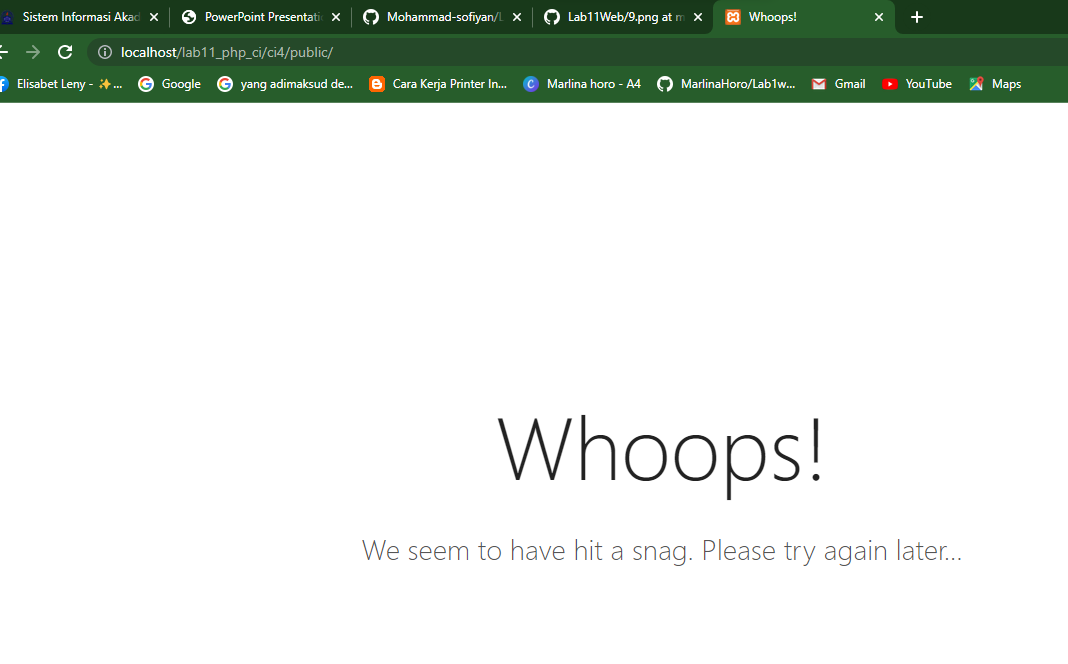 Sistem Informasi Akad
PowerPoint Presentati
Mohammad-sofiyan/L
Lab11Web/9.png at m
Whoops!
localhost/lab11_php_ci/ci4/public/
Elisabet Leny - ✨...
Google
yang adimaksud de...
Cara Kerja Printer In...
Marlina horo - A4
MarlinaHoro/Lab1w...
Gmail
YouTube
Maps
Whoops!
We seem to have hit a snag. Please try again later...